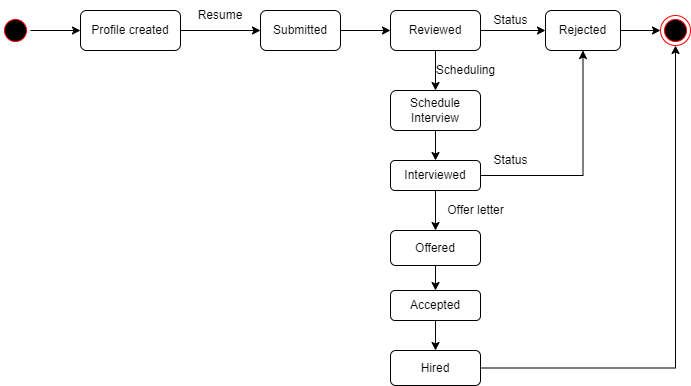 Profile created
Resume
Submitted
Reviewed
Status
Rejected
Scheduling
Schedule
Interview
Interviewed
Status
Offer letter
Offered
Accepted
Hired